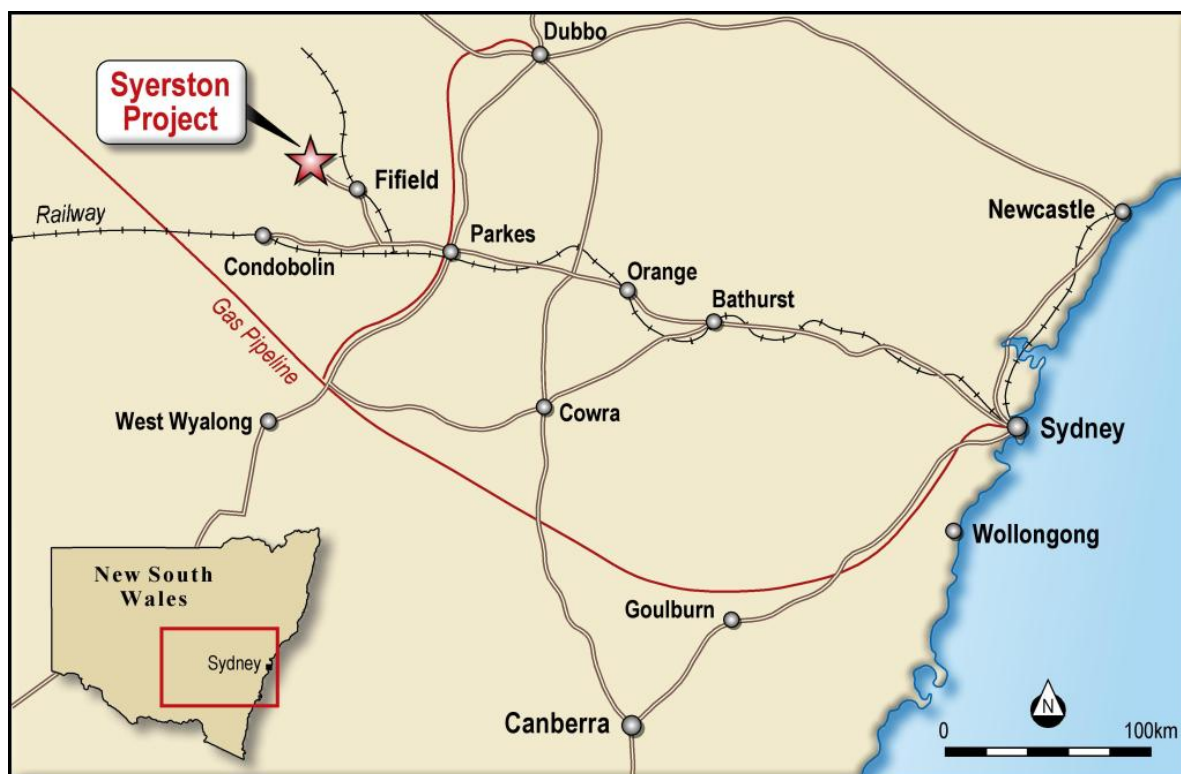 Dubbo
Syerston
Project
Fifield
Newcastle
Railway
Parkes
Condobolin
Orange
Bathurst
Gas Pipeline
West Wyalong
Cowra
Sydney
Wollongong
New South
Wales
Goulburn
Sydney
Canberra
N
0 100km